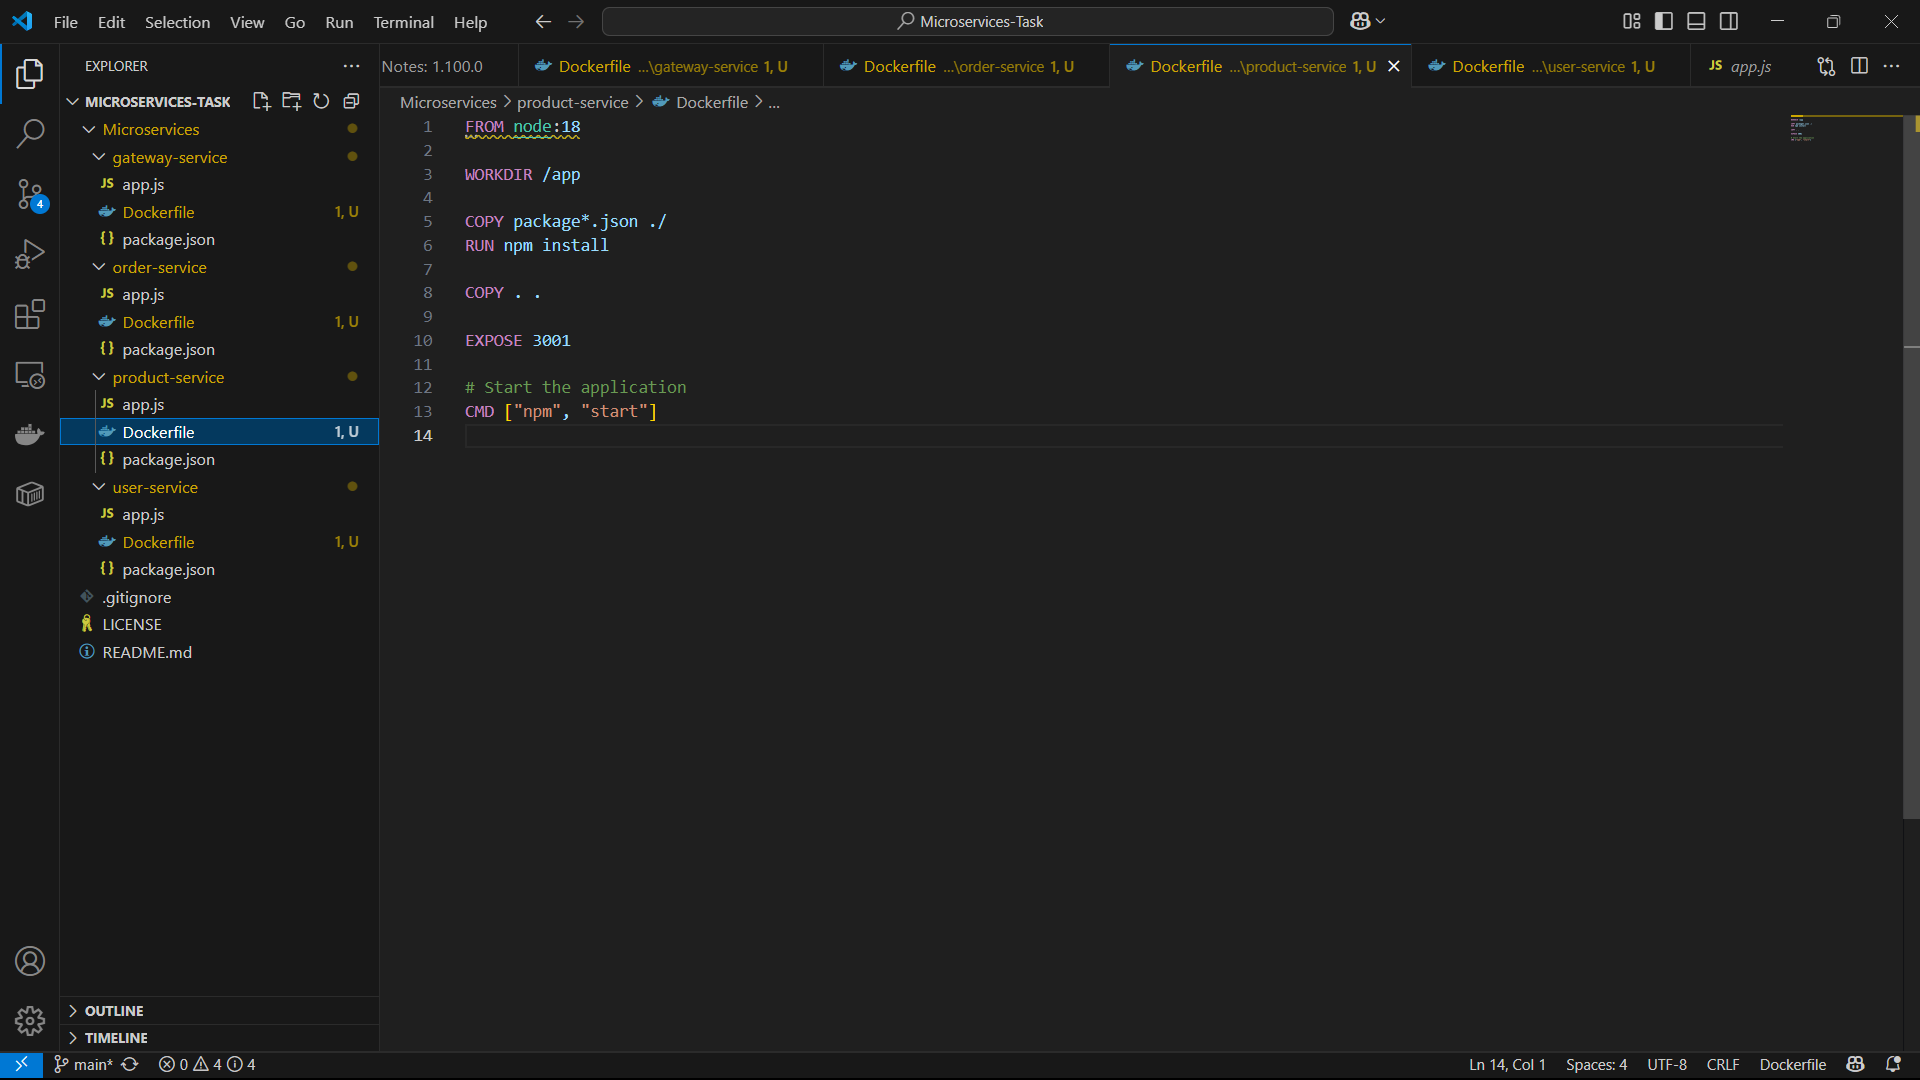 File Edit Selection View Go Run Terminal Help
Microservices-Task
EXPLORER
Notes: 1.100.0
Dockerfile ...\gateway-service 1, U
Dockerfile ...\order-service 1, U
Dockerfile ...\product-service 1, U
Dockerfile ...\user-service 1, U
JS app.js
MICROSERVICES-TASK
Microservices
gateway-service
JS app.js
Dockerfile 1, U
{} package.json
order-service
JS app.js
Dockerfile 1, U
{} package.json
product-service
JS app.js
Dockerfile 1, U
{} package.json
user-service
JS app.js
Dockerfile 1, U
{} package.json
.gitignore
LICENSE
README.md
OUTLINE
TIMELINE
4
Microservices > product-service > Dockerfile > ...
1 FROM node:18
2
3 WORKDIR /app
4
5 COPY package*.json ./
6 RUN npm install
7
8 COPY . .
9
10 EXPOSE 3001
11
12 # Start the application
13 CMD ["npm", "start"]
14
main* 0 4 4
Ln 14, Col 1 Spaces: 4 UTF-8 CRLF Dockerfile